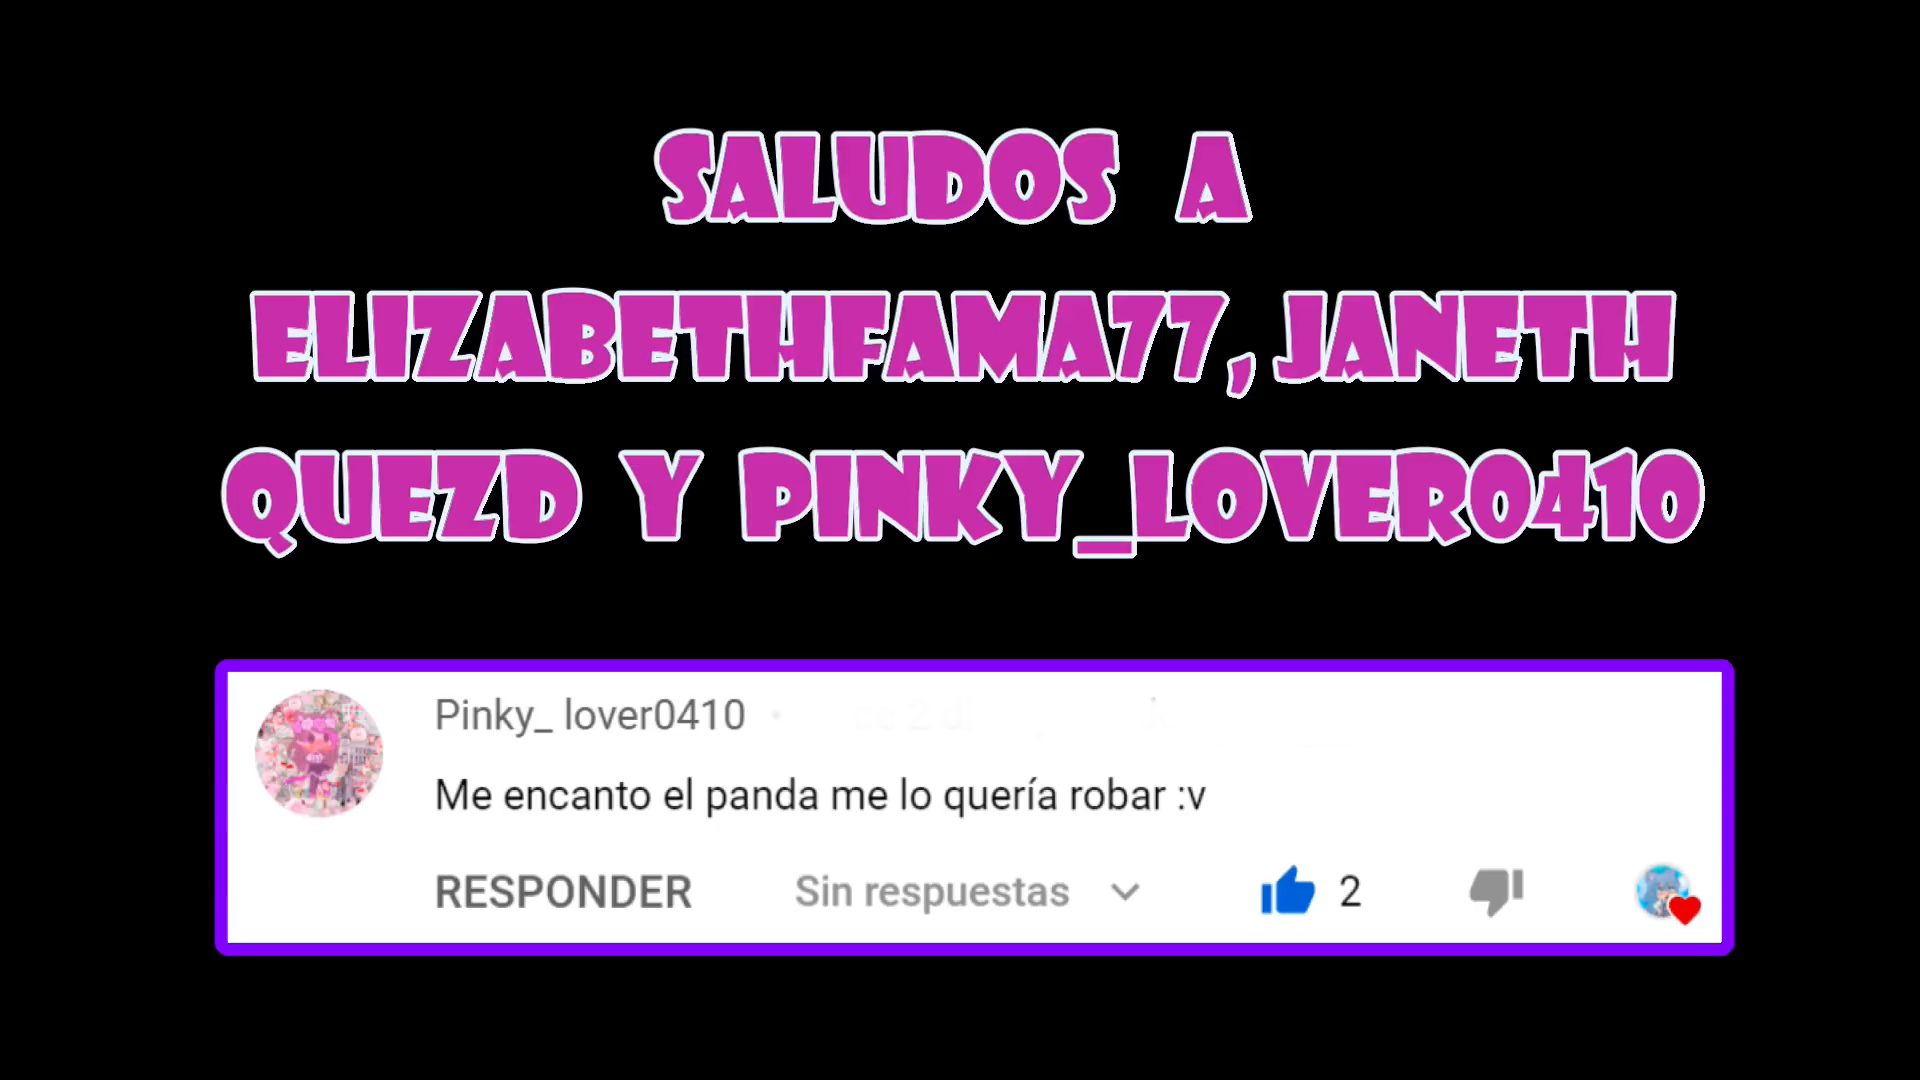 SALUDOS A
ELIZABETHFAMA77, JANETH
QUEZD Y PINKY_LOVER0410
Pinky_ lover0410
Me encanto el panda me lo quería robar :v
RESPONDER Sin respuestas 2